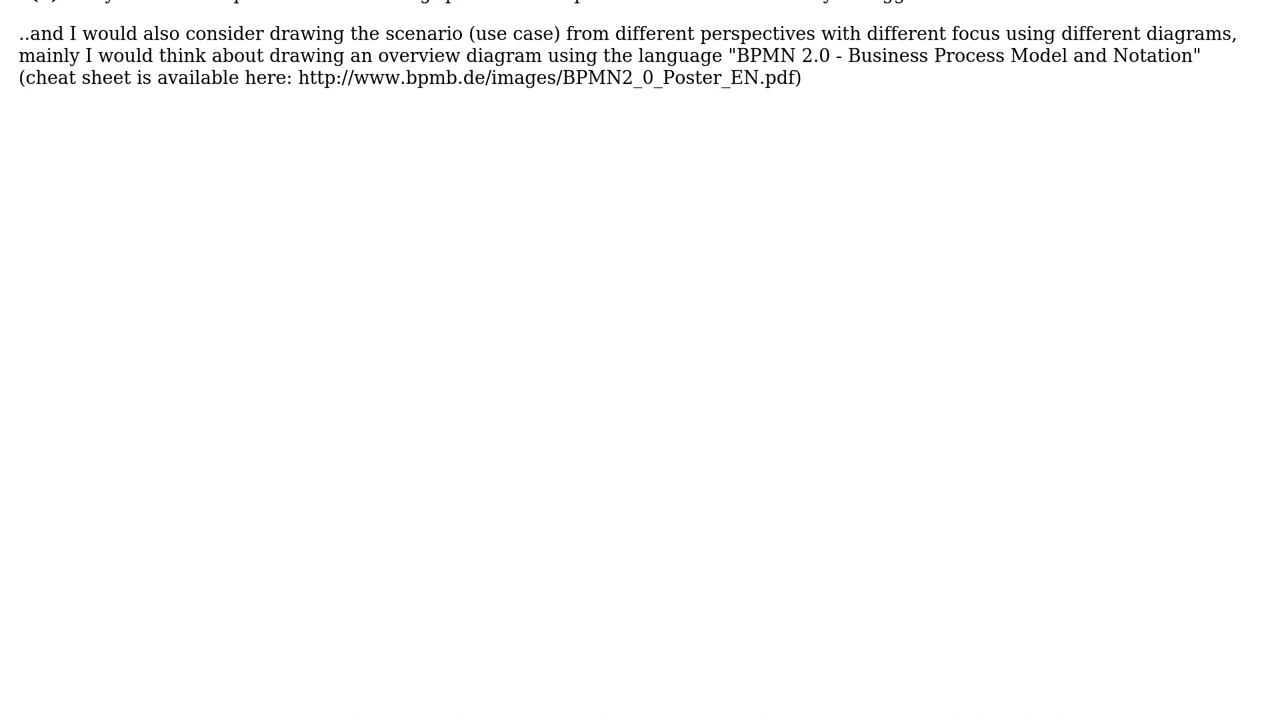 ..and I would also consider drawing the scenario (use case) from different perspectives with different focus using different diagrams,
mainly I would think about drawing an overview diagram using the language "BPMN 2.0 - Business Process Model and Notation"
(cheat sheet is available here: http://www.bpmb.de/images/BPMN2_0_Poster_EN.pdf)